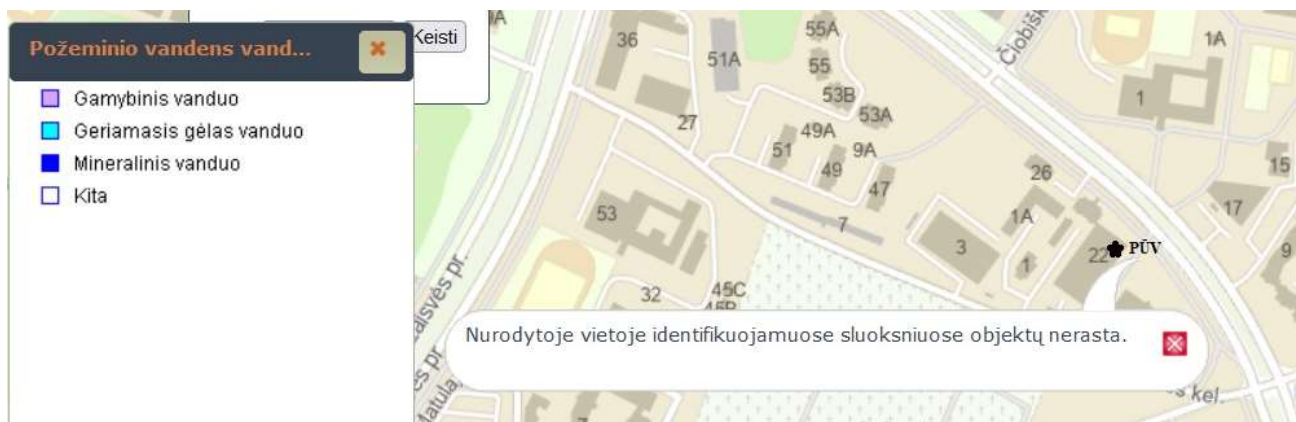 Požeminio vandens vand...
Keisti
Gamybinis vanduo
Geriamasis gėlas vanduo
Mineralinis vanduo
Kita
36
51A
55A
55
53B
53A
1A
1
27
49A
9A
51
49
47
26
15
53
7
3
1A
17
22
PŪV
1
9
32
45C
Nurodytoje vietoje identifikuojamuose sluoksniuose objektų nerasta.
kel.